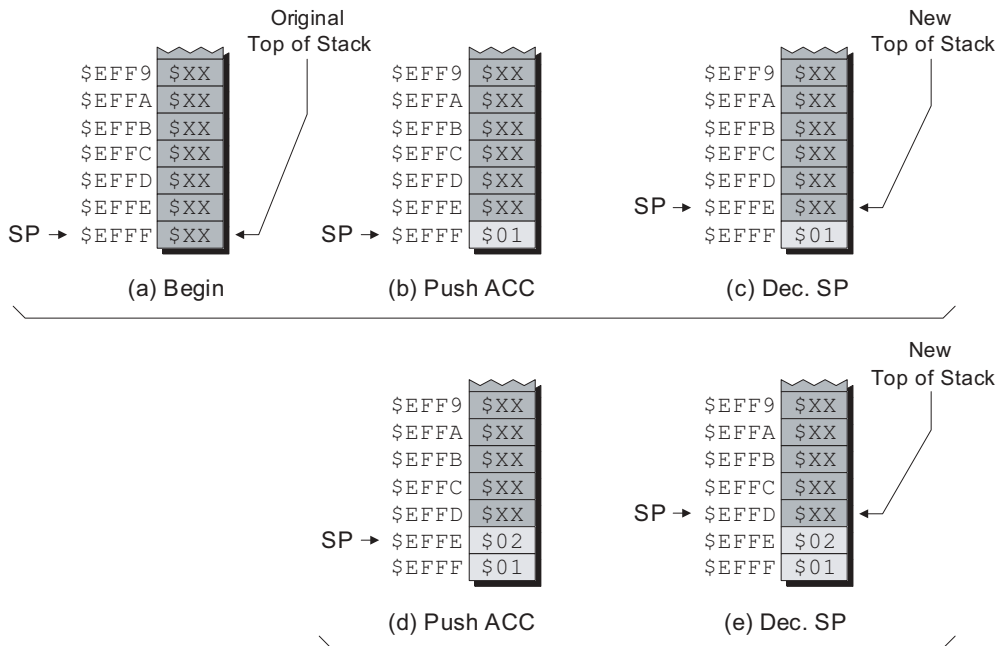 Original
Top of Stack
New
Top of Stack
$EFF9 $XX
$EFFA $XX
$EFFB $XX
$EFFC $XX
$EFFD $XX
$EFFE $XX
SP $EFFF $XX
(a) Begin
$EFF9 $XX
$EFFA $XX
$EFFB $XX
$EFFC $XX
$EFFD $XX
$EFFE $XX
SP $EFFF $01
(b) Push ACC
$EFF9 $XX
$EFFA $XX
$EFFB $XX
$EFFC $XX
$EFFD $XX
SP $EFFE $XX
$EFFF $01
(c) Dec. SP
New
Top of Stack
$EFF9 $XX
$EFFA $XX
$EFFB $XX
$EFFC $XX
$EFFD $XX
SP $EFFE $02
$EFFF $01
(d) Push ACC
$EFF9 $XX
$EFFA $XX
$EFFB $XX
$EFFC $XX
SP $EFFD $XX
$EFFE $02
$EFFF $01
(e) Dec. SP